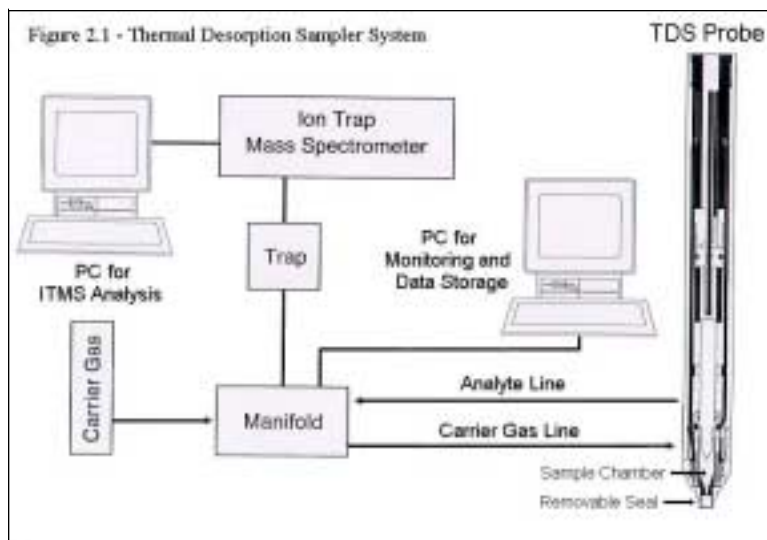 Figure 2.1 - Thermal Desorption Sampler System
TDS Probe
Ion Trap
Mass Spectrometer
PC for
ITMS Analysis
Trap
PC for
Monitoring and
Data Storage
Carrier Gas
Manifold
Analyte Line
Carrier Gas Line
Sample Chamber
Removable Seal